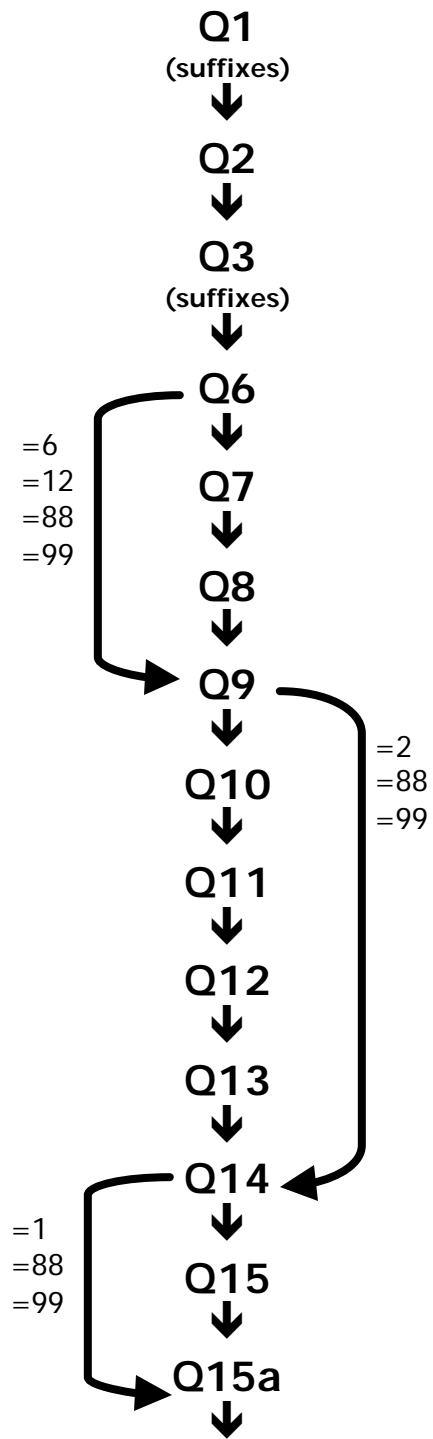 Q1
(suffixes)
Q2
Q3
(suffixes)
Q6
=6
=12
=88
=99
Q7
Q8
Q9
=2
=88
=99
Q10
Q11
Q12
Q13
Q14
=1
=88
=99
Q15
Q15a